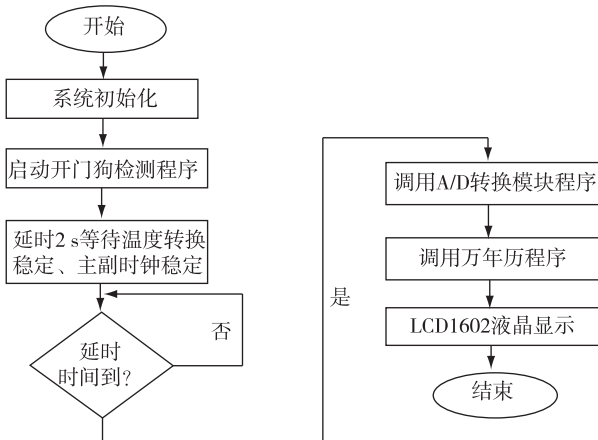 开始
系统初始化
启动开门狗检测程序
延时2 s等待温度转换
稳定、主副时钟稳定
否
延时
时间到?
是
调用A/D转换模块程序
调用万年历程序
LCD1602液晶显示
结束